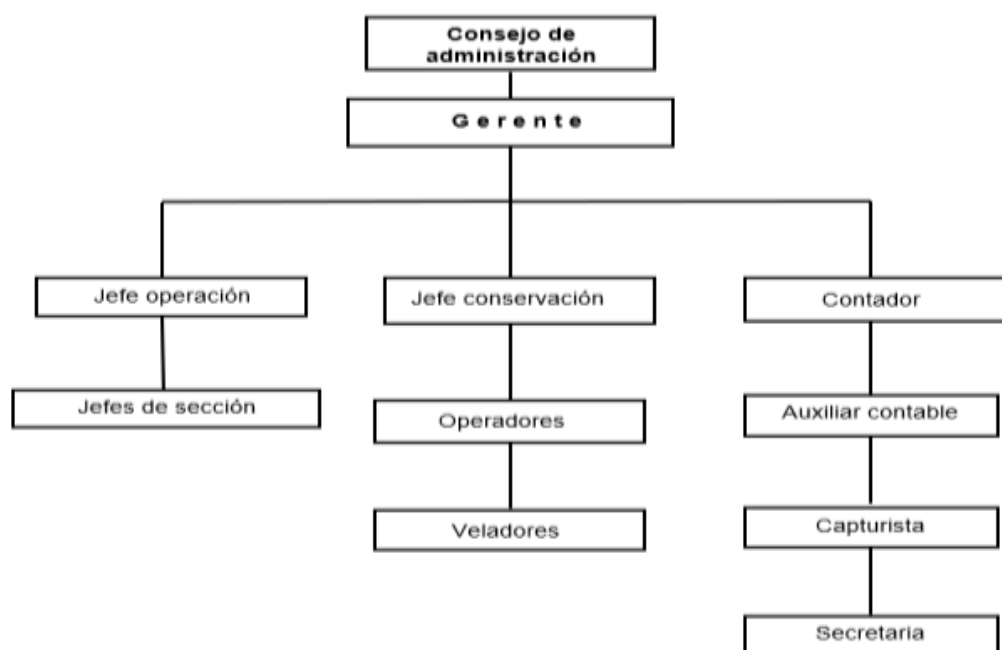 Consejo de
administración
G e r e n t e
Jefe operación
Jefe conservación
Contador
Jefes de sección
Operadores
Auxiliar contable
Veladores
Capturista
Secretaria